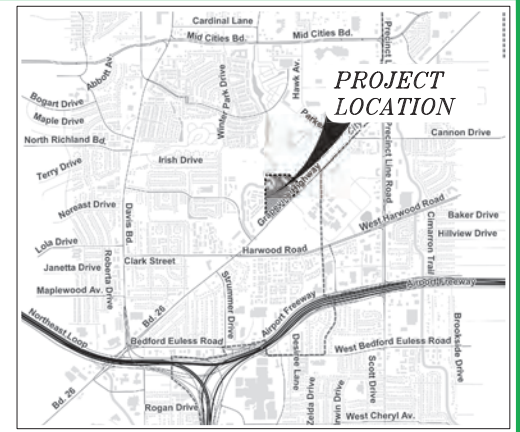 Cardinal Lane
Mid Cities Bd.
Mid Cities Bd.
Abbott Av.
Winter Park Drive
Hawk Av.
PROJECT
LOCATION
Bogart Drive
Maple Drive
North Richland Bd.
Cannon Drive
Irish Drive
Terry Drive
Precinct Line Road
Noreast Drive
Davis Bd.
West Harwood Road
Cimarron Trail
Baker Drive
Hillview Drive
Lola Drive
Harwood Road
Clark Street
Janetta Drive
Roberta Drive
Maplewood Av.
Strummer Drive
Airport Freeway
Airport Freeway
Northeast Loop
Bd. 26
Bedford Euless Road
West Bedford Euless Road
Brookside Drive
Desiree Lane
Scott Drive
Zelda Drive
Irwin Drive
Bd. 26
Rogan Drive
West Cheryl Av.